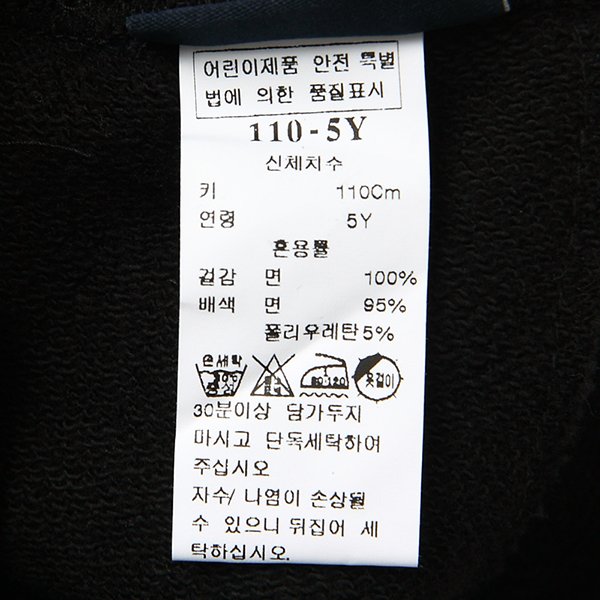 어린이제품 안전 특별
법에 의한 품질표시
110-5Y
신체치수
키 110Cm
연령 5Y
혼용률
겉감 면 100%
배색 면 95%
폴리우레탄 5%
손세탁
30℃
중성
80-120
옷걸이
30분이상 담가두지
마시고 단독세탁하여
주십시오
자수/ 나염이 손상될
수 있으니 뒤집어 세
탁하십시오.